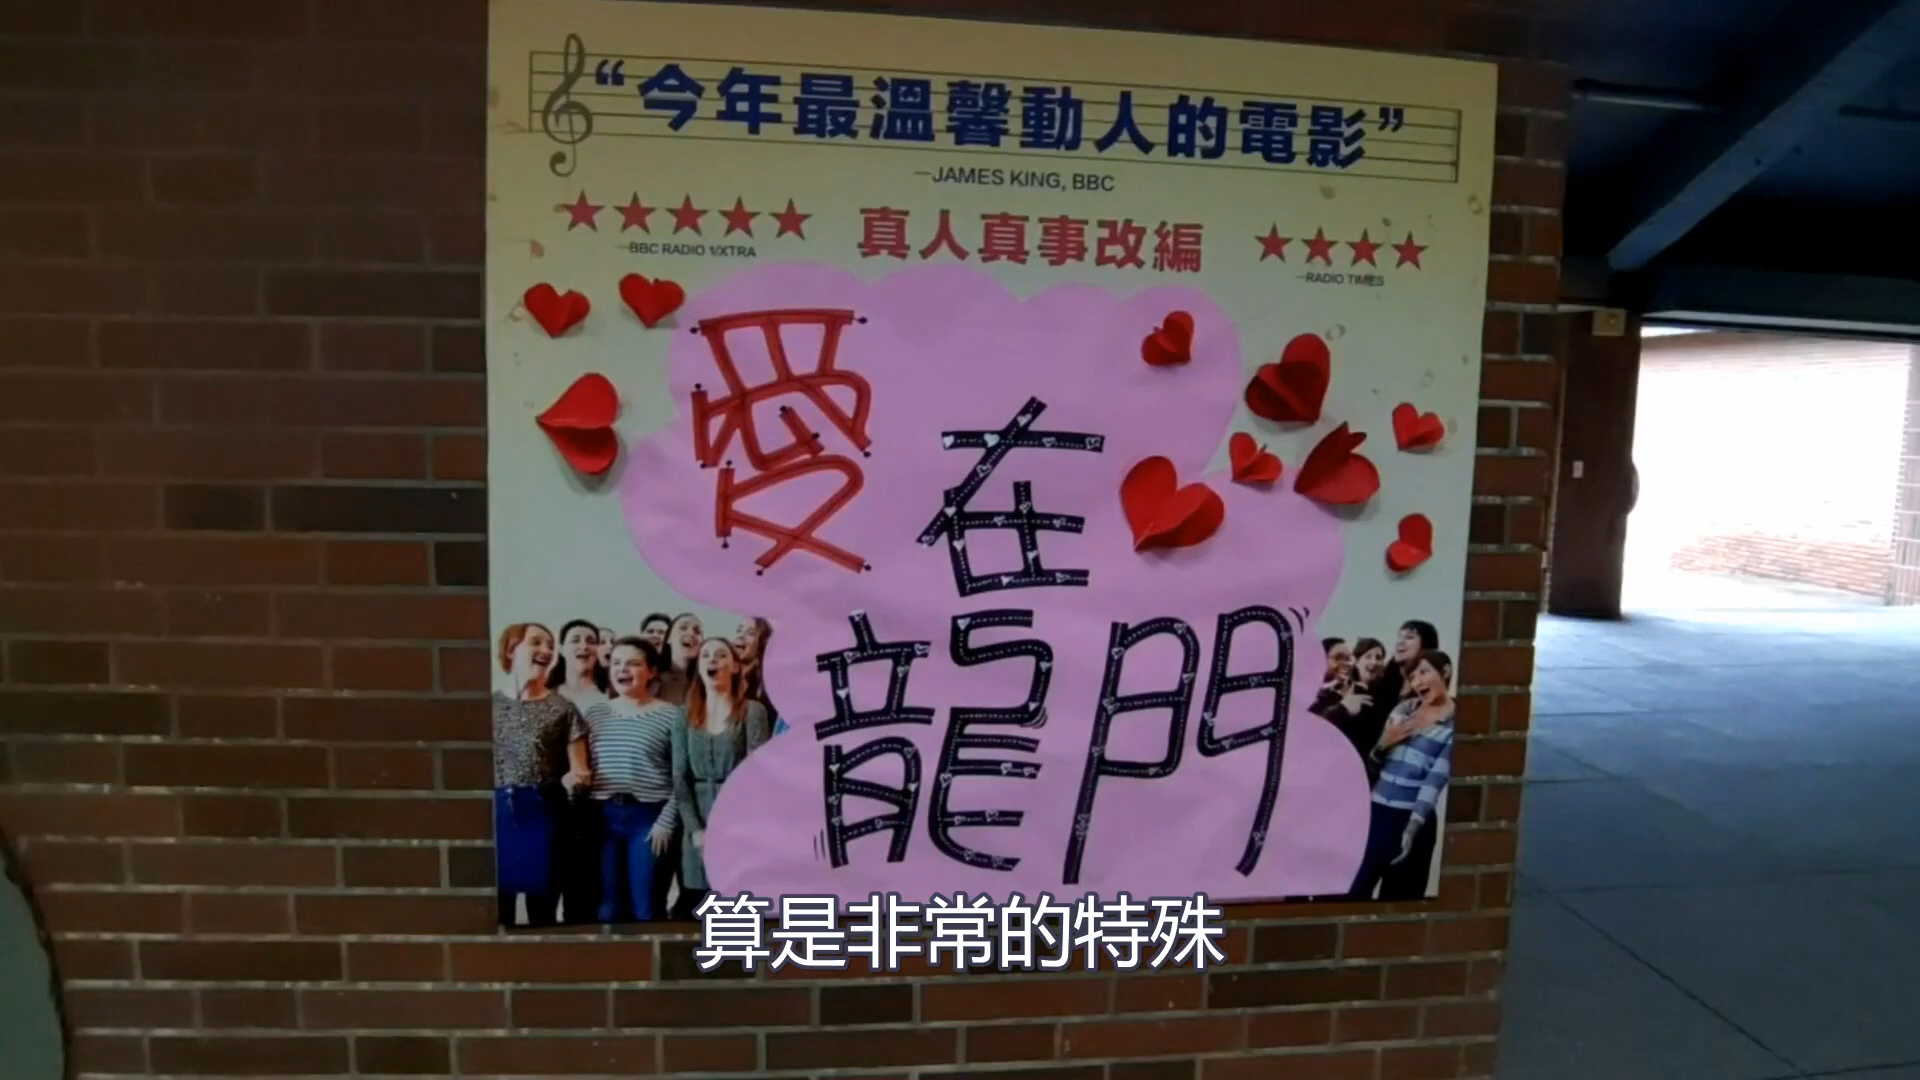 “今年最溫馨動人的電影”
—JAMES KING, BBC
★★★★★
真人真事改編
★★★★
—BBC RADIO 1/XTRA
—RADIO TIMES
愛
在
龍門
算是非常的特殊